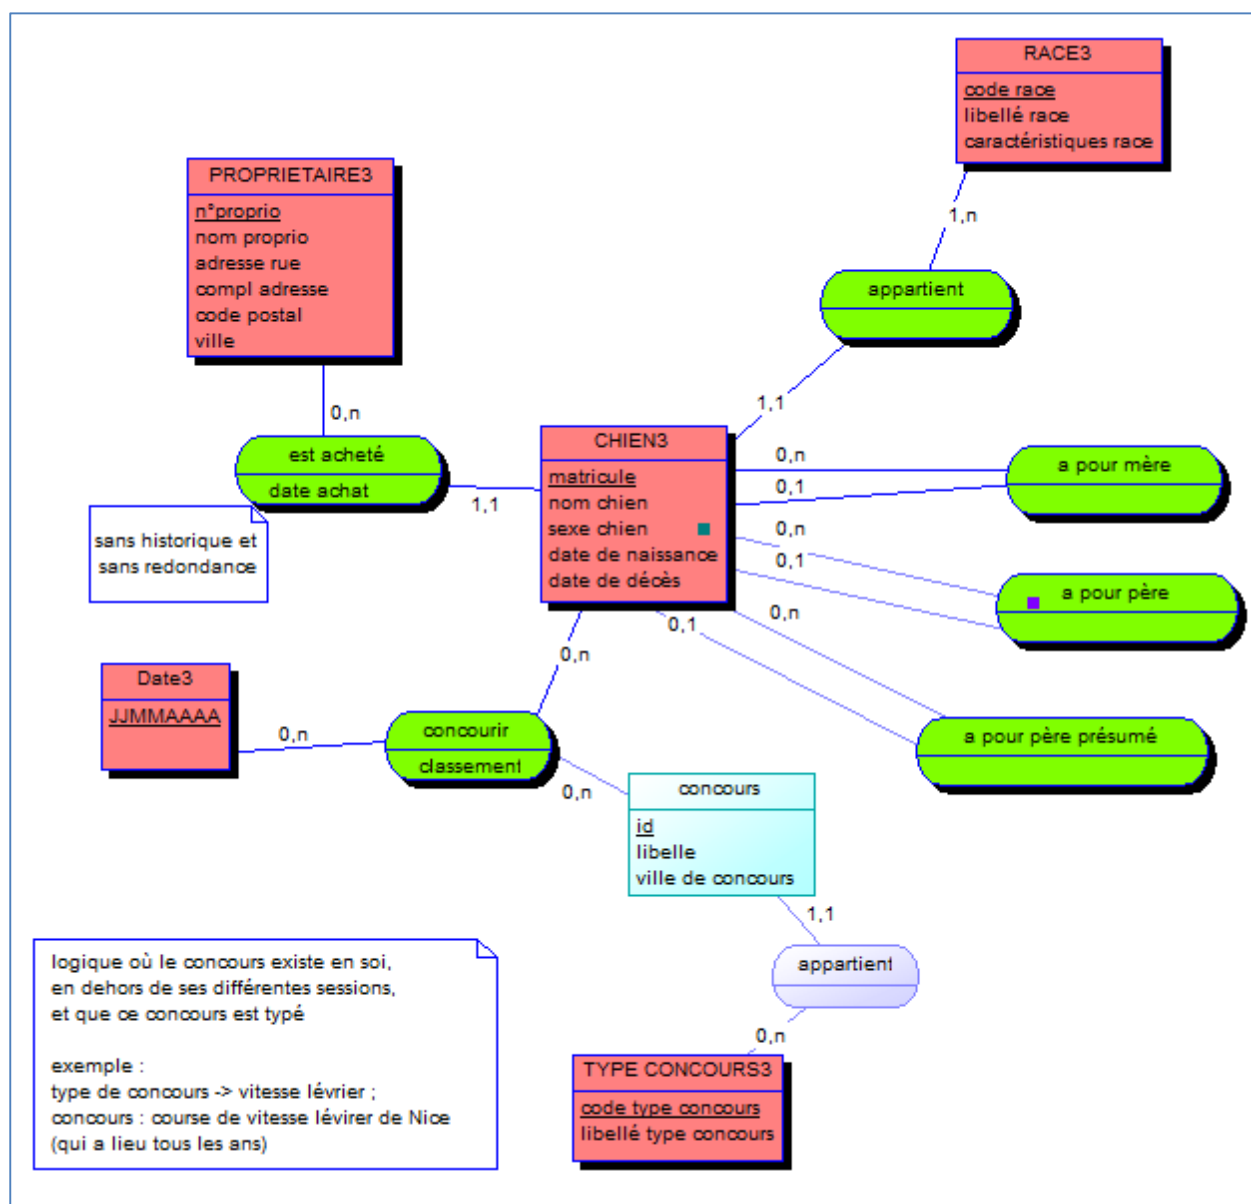 RACE3
code race
libellé race
caractéristiques race
PROPRIETAIRE3
n°proprio
nom proprio
adresse rue
compl adresse
code postal
ville
1,n
appartient
1,1
0,n
est acheté
date achat
1,1
sans historique et
sans redondance
CHIEN3
matricule
nom chien
sexe chien
date de naissance
date de décès
0,n
0,1
a pour mère
0,n
0,1
a pour père
0,n
0,1
a pour père présumé
0,n
Date3
JJMMAAAA
0,n
concourir
classement
0,n
concours
id
libelle
ville de concours
1,1
appartient
0,n
TYPE CONCOURS3
code type concours
libellé type concours
logique où le concours existe en soi,
en dehors de ses différentes sessions,
et que ce concours est typé
exemple :
type de concours -> vitesse lévrier ;
concours : course de vitesse lévirer de Nice
(qui a lieu tous les ans)